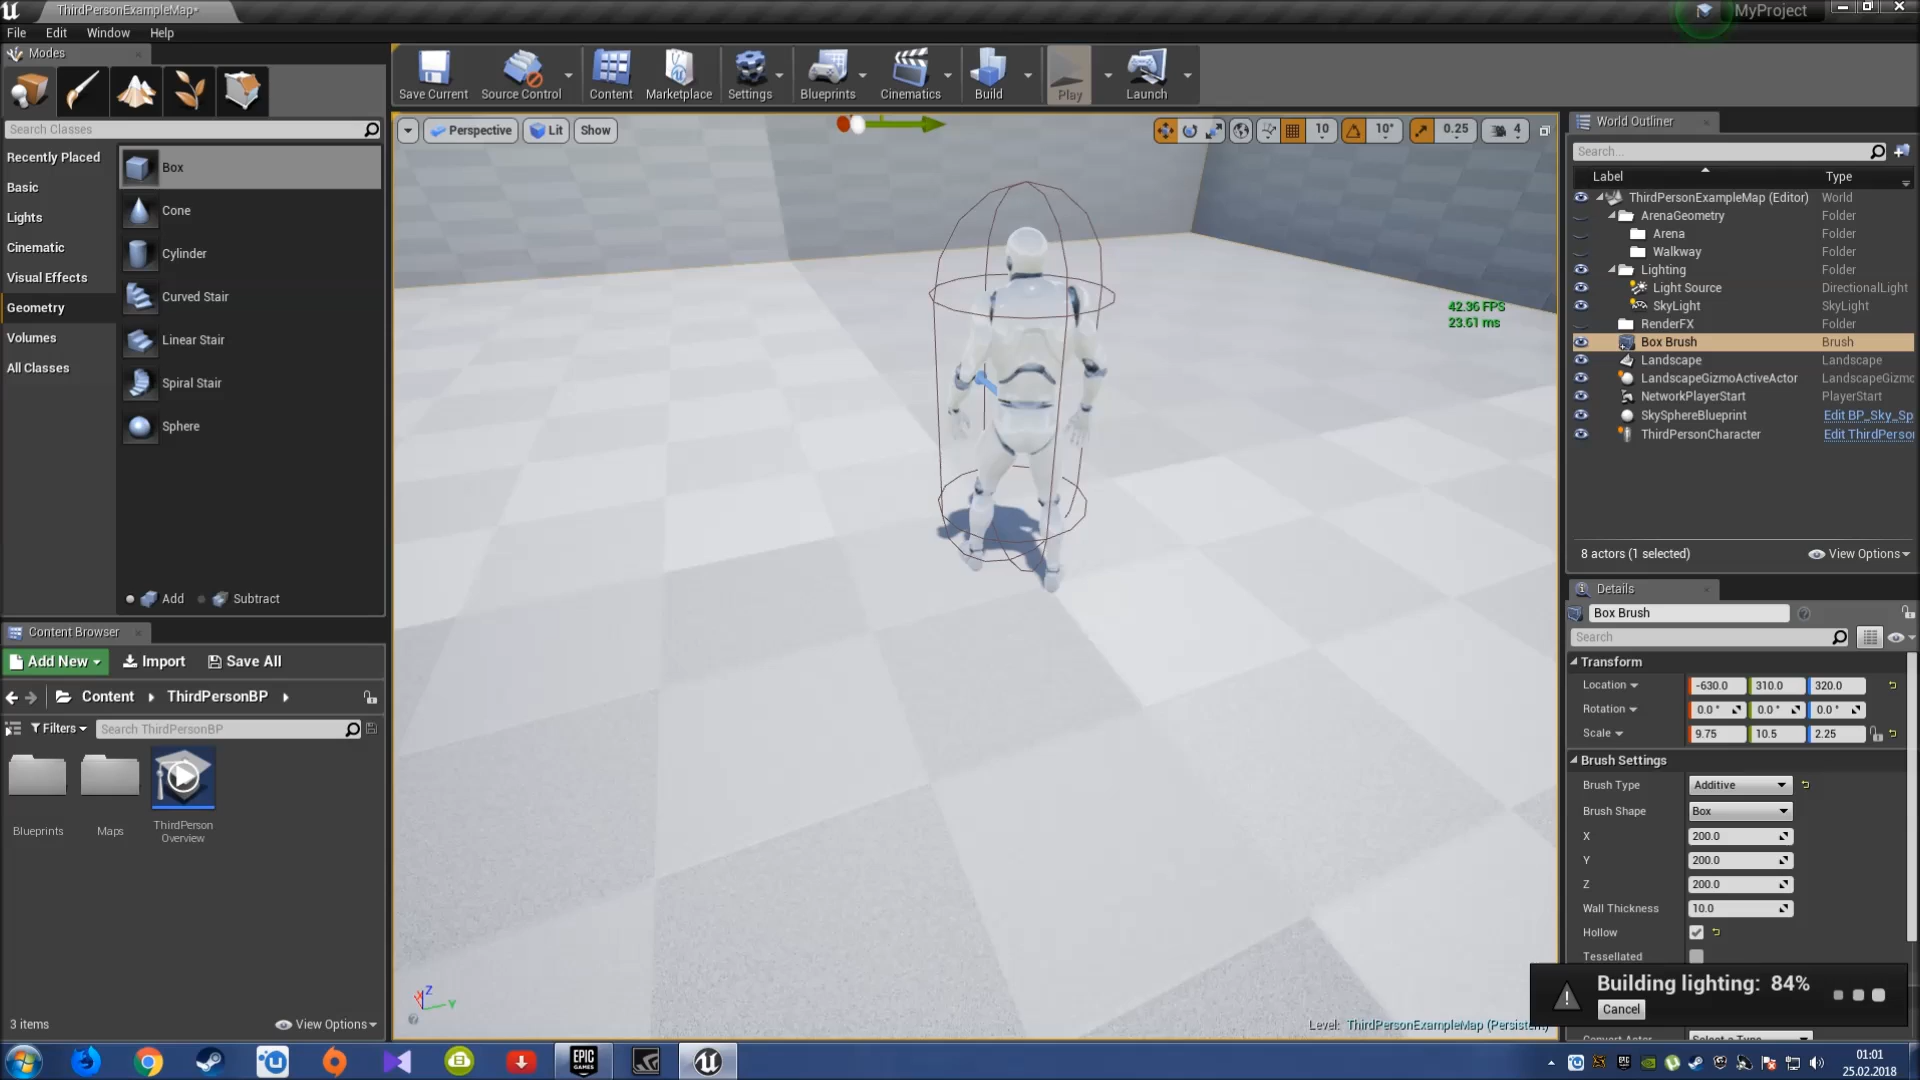 ThirdPersonExampleMap*
MyProject
File Edit Window Help
Modes
Save Current
Source Control
Content
Marketplace
Settings
Blueprints
Cinematics
Build
Play
Launch
Search Classes
Recently Placed
Basic
Lights
Cinematic
Visual Effects
Geometry
Volumes
All Classes
Box
Cone
Cylinder
Curved Stair
Linear Stair
Spiral Stair
Sphere
Add Subtract
Perspective Lit Show
10 10° 0.25 4
42.36 FPS
23.61 ms
Level: ThirdPersonExampleMap (Persistent)
World Outliner
Search...
Label Type
ThirdPersonExampleMap (Editor) World
ArenaGeometry Folder
Arena Folder
Walkway Folder
Lighting Folder
Light Source DirectionalLight
SkyLight SkyLight
RenderFX Folder
Box Brush Brush
Landscape Landscape
LandscapeGizmoActiveActor LandscapeGizmo
NetworkPlayerStart PlayerStart
SkySphereBlueprint Edit BP_Sky_Sp
ThirdPersonCharacter Edit ThirdPerso
8 actors (1 selected) View Options
Details
Box Brush
Search
Transform
Location -630.0 310.0 320.0
Rotation 0.0° 0.0° 0.0°
Scale 9.75 10.5 2.25
Brush Settings
Brush Type Additive
Brush Shape Box
X 200.0
Y 200.0
Z 200.0
Wall Thickness 10.0
Hollow
Tessellated
Building lighting: 84%
Cancel
Content Browser
Add New Import Save All
Content ThirdPersonBP
Filters Search ThirdPersonBP
Blueprints
Maps
ThirdPerson
Overview
3 items View Options
Z
Y
EPIC
GAMES
01:01
25.02.2018